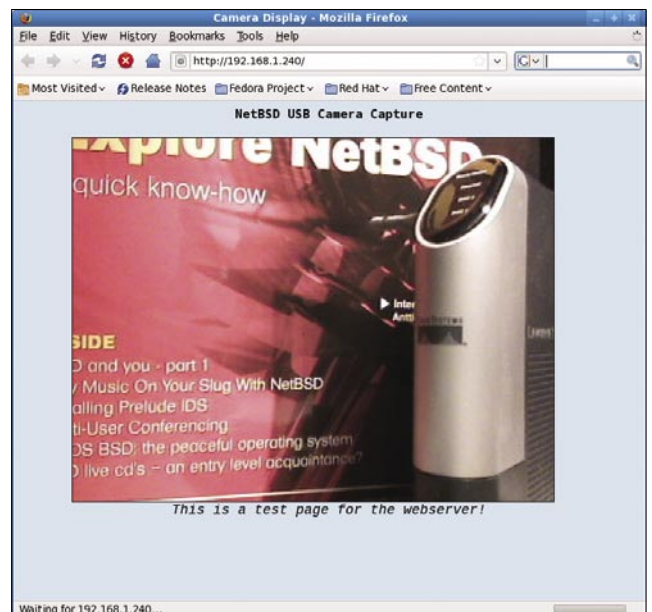 Camera Display - Mozilla Firefox
File Edit View History Bookmarks Tools Help
http://192.168.1.240/
G
Most Visited Release Notes Fedora Project Red Hat Free Content
NetBSD USB Camera Capture
xplore NetBSD
quick know-how
Inter
Antti
SIDE
D and you - part 1
y Music On Your Slug With NetBSD
alling Prelude IDS
ti-User Conferencing
OS BSD: the peaceful operating system
D live cd's – an entry level acquaintance?
This is a test page for the webserver!
Waiting for 192.168.1.240...